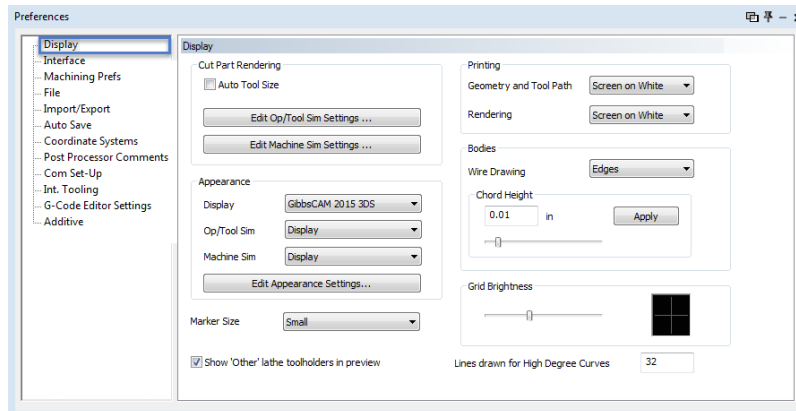 Preferences
Display
Interface
Machining Prefs
File
Import/Export
Auto Save
Coordinate Systems
Post Processor Comments
Com Set-Up
Int. Tooling
G-Code Editor Settings
Additive
Display
Cut Part Rendering
Auto Tool Size
Edit Op/Tool Sim Settings ...
Edit Machine Sim Settings ...
Appearance
Display GibbsCAM 2015 3DS
Op/Tool Sim Display
Machine Sim Display
Edit Appearance Settings...
Marker Size Small
Show 'Other' lathe toolholders in preview
Printing
Geometry and Tool Path Screen on White
Rendering Screen on White
Bodies
Wire Drawing Edges
Chord Height
0.01 in Apply
Grid Brightness
Lines drawn for High Degree Curves 32